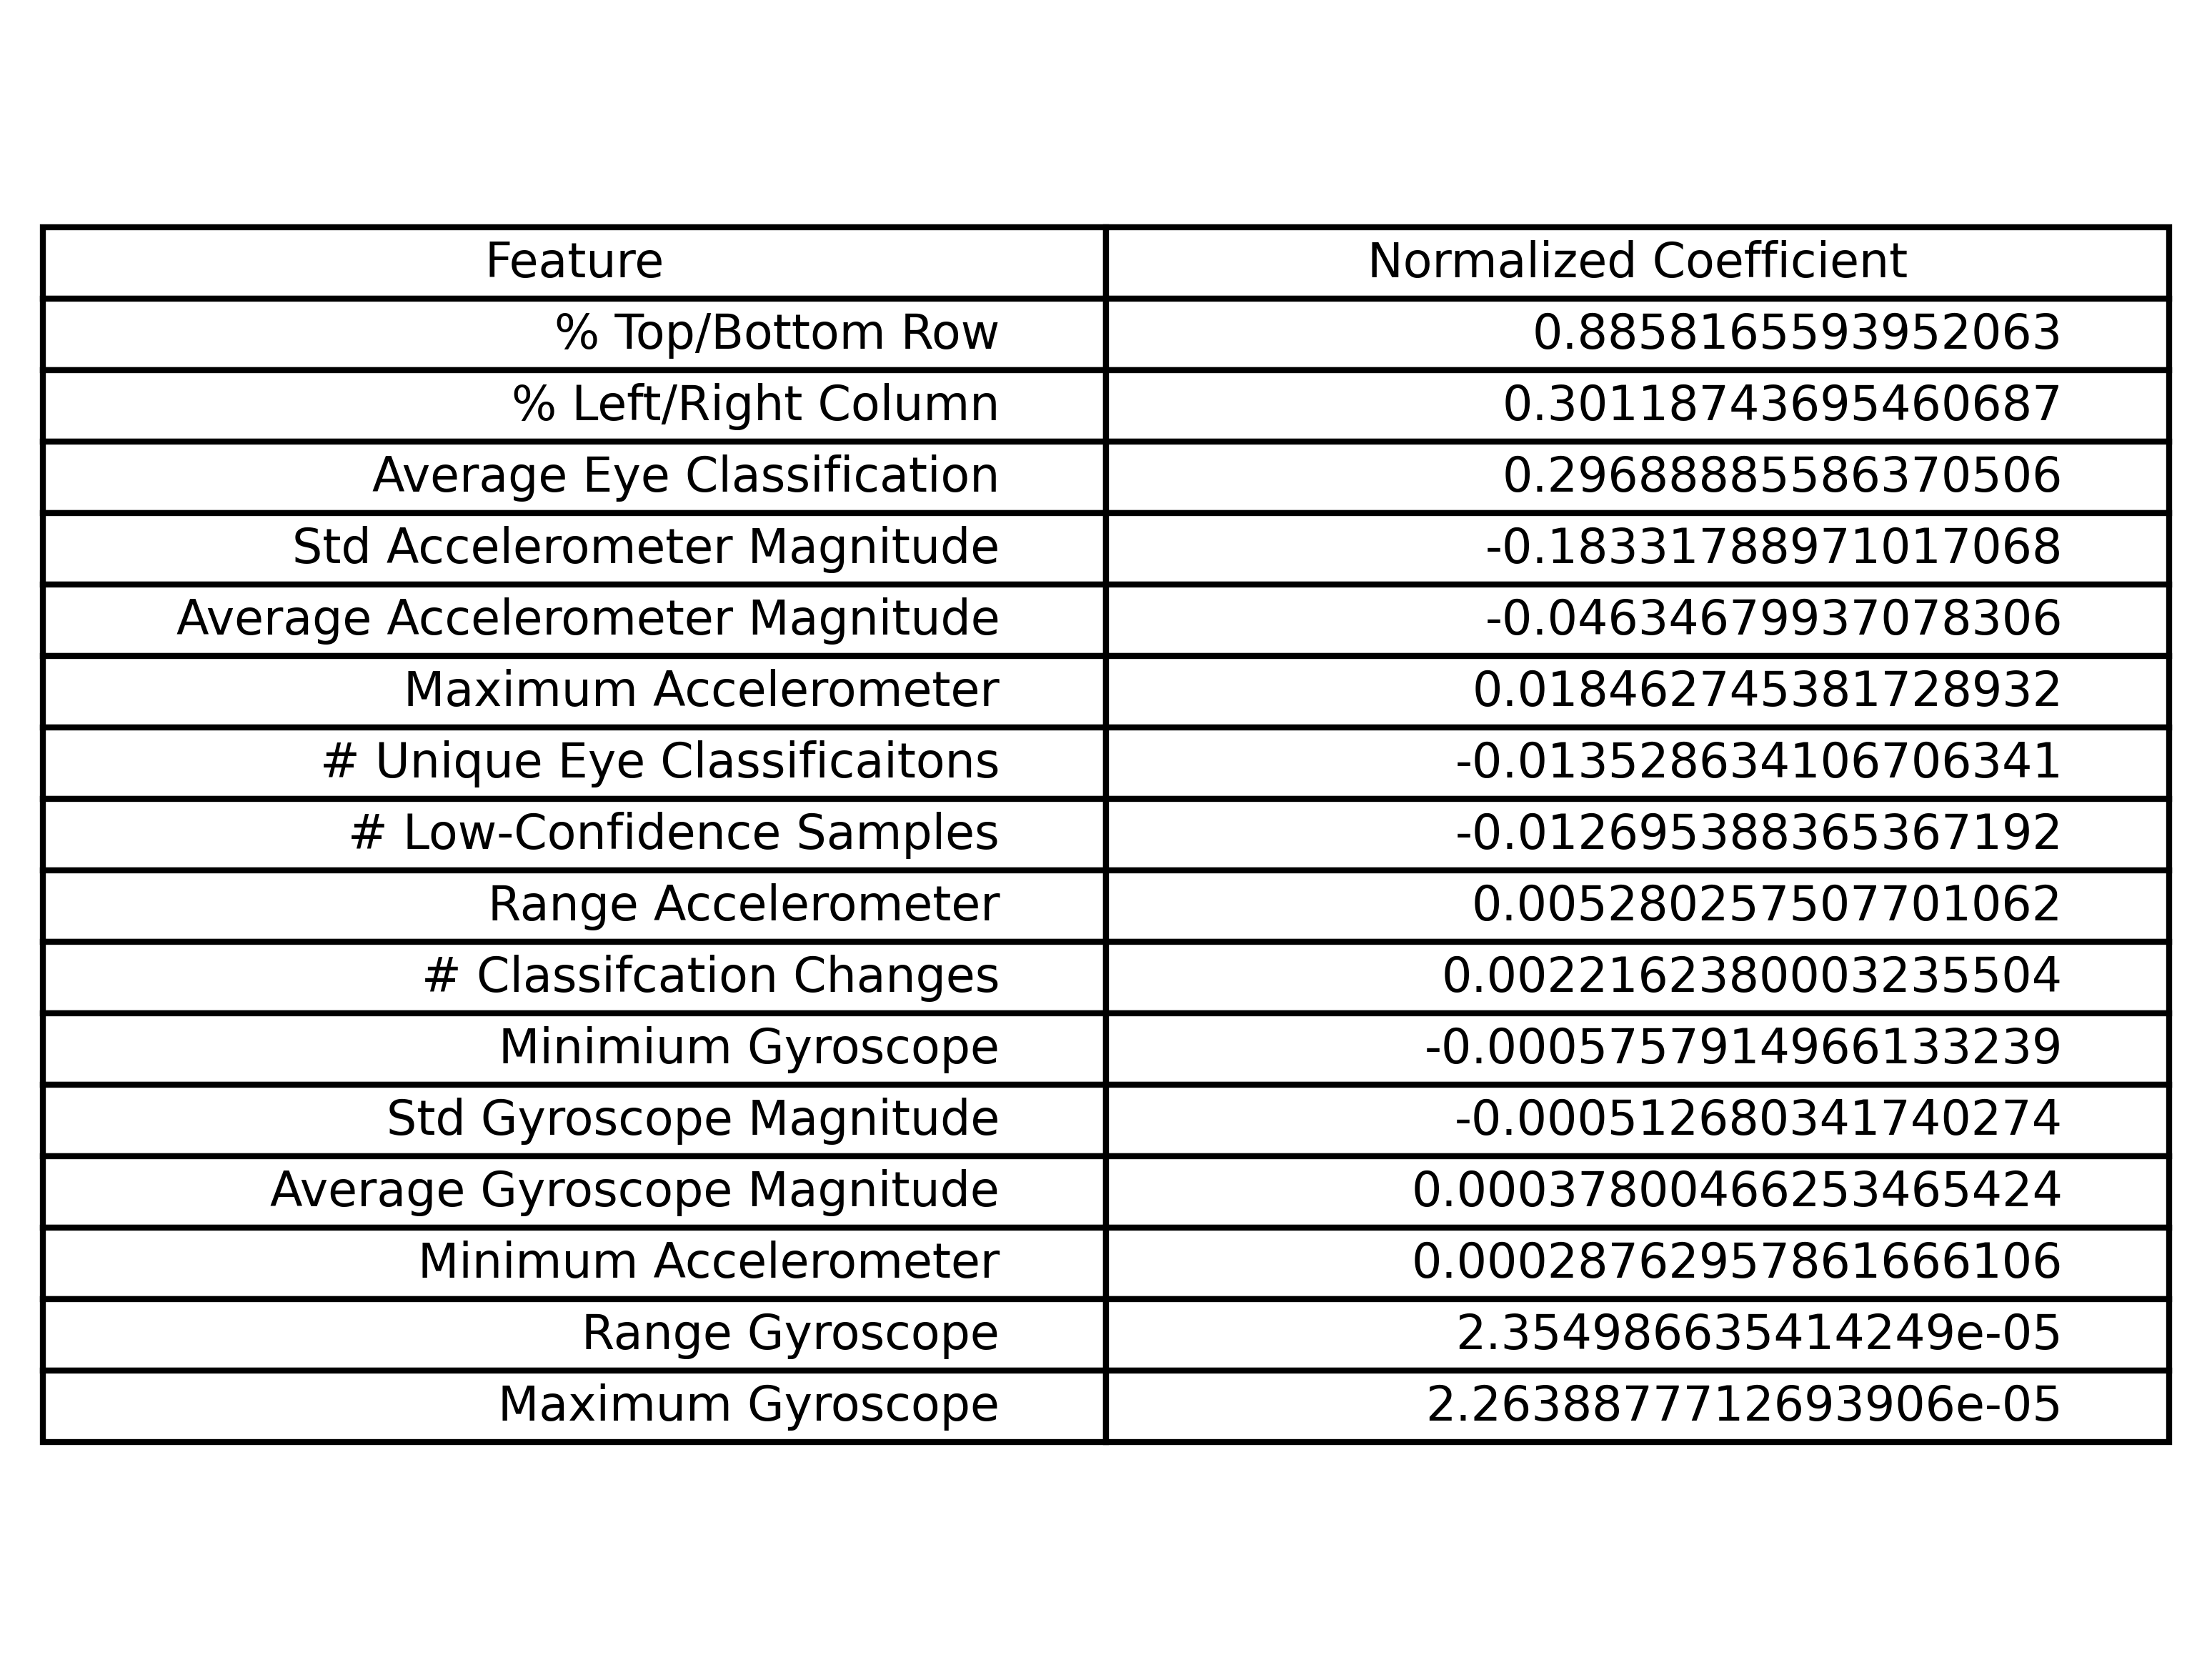 Feature Normalized Coefficient
% Top/Bottom Row 0.8858165593952063
% Left/Right Column 0.30118743695460687
Average Eye Classification 0.29688885586370506
Std Accelerometer Magnitude -0.18331788971017068
Average Accelerometer Magnitude -0.04634679937078306
Maximum Accelerometer 0.018462745381728932
# Unique Eye Classificaitons -0.013528634106706341
# Low-Confidence Samples -0.012695388365367192
Range Accelerometer 0.005280257507701062
# Classifcation Changes 0.0022162380003235504
Minimium Gyroscope -0.0005757914966133239
Std Gyroscope Magnitude -0.000512680341740274
Average Gyroscope Magnitude 0.00037800466253465424
Minimum Accelerometer 0.00028762957861666106
Range Gyroscope 2.354986635414249e-05
Maximum Gyroscope 2.2638877712693906e-05